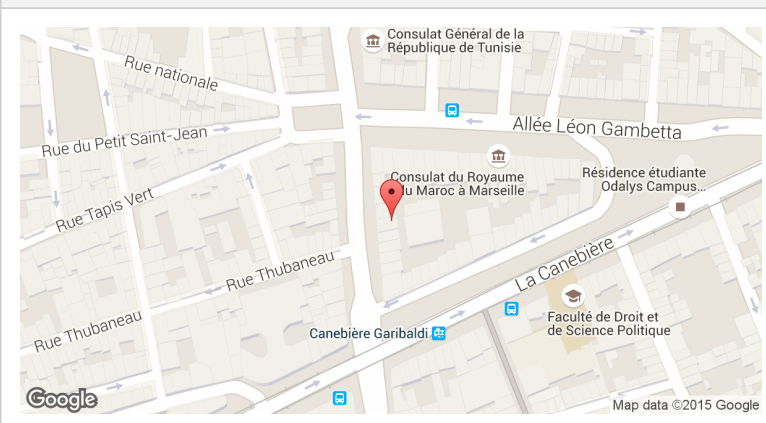 Consulat Général de la
République de Tunisie
Rue nationale
Allée Léon Gambetta
Rue du Petit Saint-Jean
Consulat du Royaume
du Maroc à Marseille
Résidence étudiante
Odalys Campus...
Rue Tapis Vert
La Canebière
Rue Thubaneau
Rue Thubaneau
Faculté de Droit et
de Science Politique
Canebière Garibaldi
Google
Map data ©2015 Google